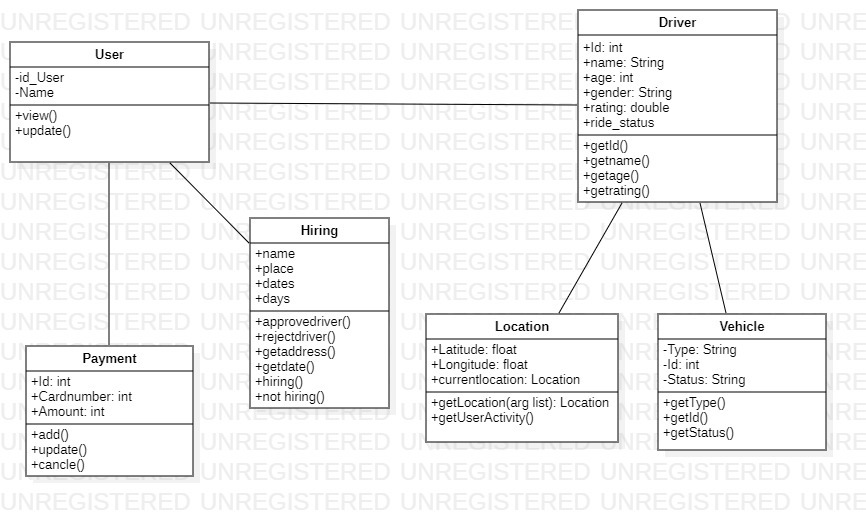 User
-id_User
-Name
+view()
+update()
Driver
+Id: int
+name: String
+age: int
+gender: String
+rating: double
+ride_status
+getId()
+getname()
+getage()
+getrating()
Hiring
+name
+place
+dates
+days
+approvedriver()
+rejectdriver()
+getaddress()
+getdate()
+hiring()
+not hiring()
Payment
+Id: int
+Cardnumber: int
+Amount: int
+add()
+update()
+cancle()
Location
+Latitude: float
+Longitude: float
+currentlocation: Location
+getLocation(arg list): Location
+getUserActivity()
Vehicle
-Type: String
-Id: int
-Status: String
+getType()
+getId()
+getStatus()
UNREGISTERED UNREGISTERED UNREGISTERED UNREGISTERED UNRE